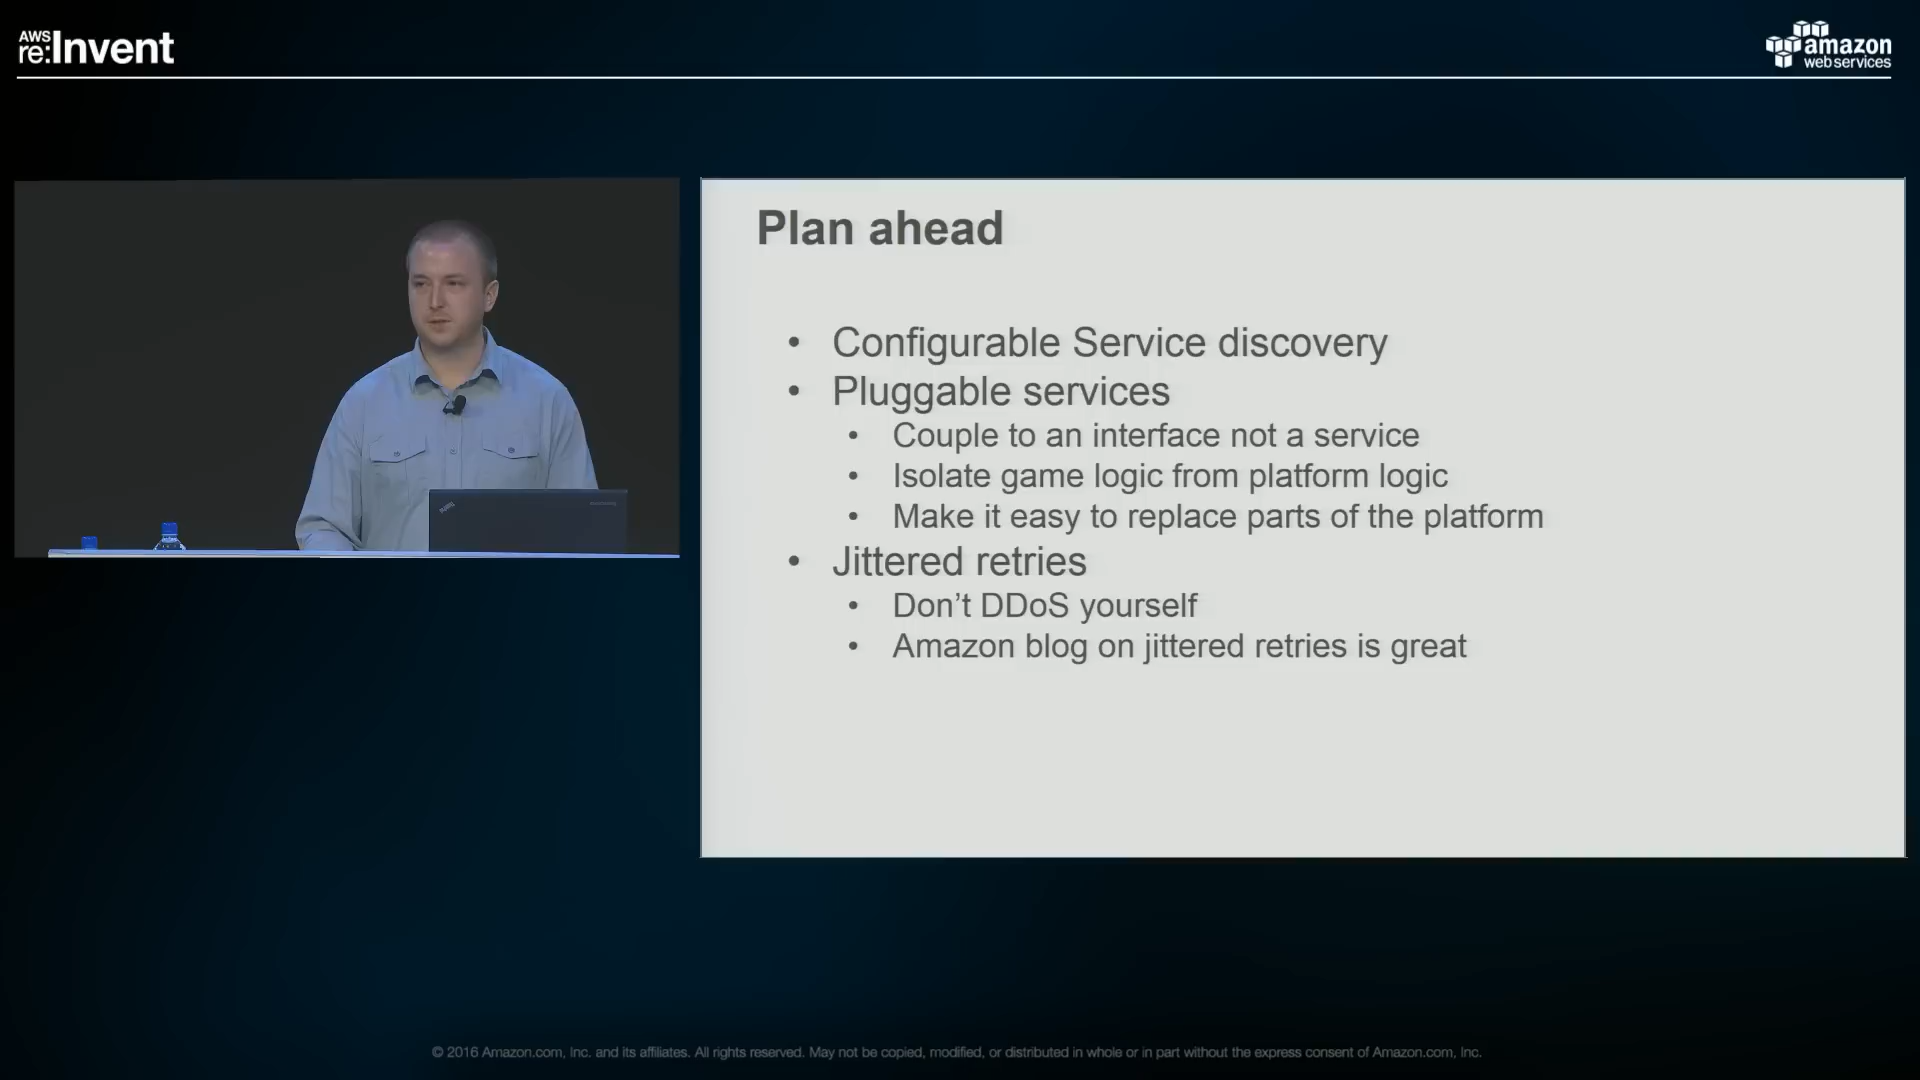 AWS
re:Invent
amazon
web services
Plan ahead
• Configurable Service discovery
• Pluggable services
• Couple to an interface not a service
• Isolate game logic from platform logic
• Make it easy to replace parts of the platform
• Jittered retries
• Don’t DDoS yourself
• Amazon blog on jittered retries is great
© 2016 Amazon.com, Inc. and its affiliates. All rights reserved. May not be copied, modified, or distributed in whole or in part without the express consent of Amazon.com, Inc.